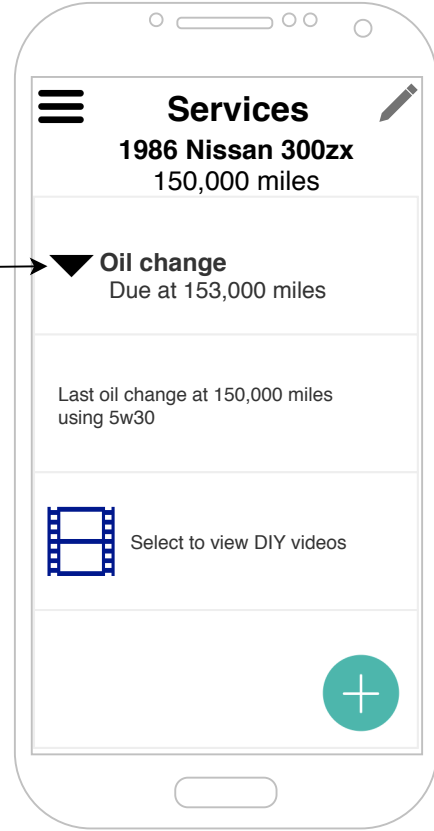 Services
1986 Nissan 300zx
150,000 miles
Oil change
Due at 153,000 miles
Last oil change at 150,000 miles
using 5w30
Select to view DIY videos